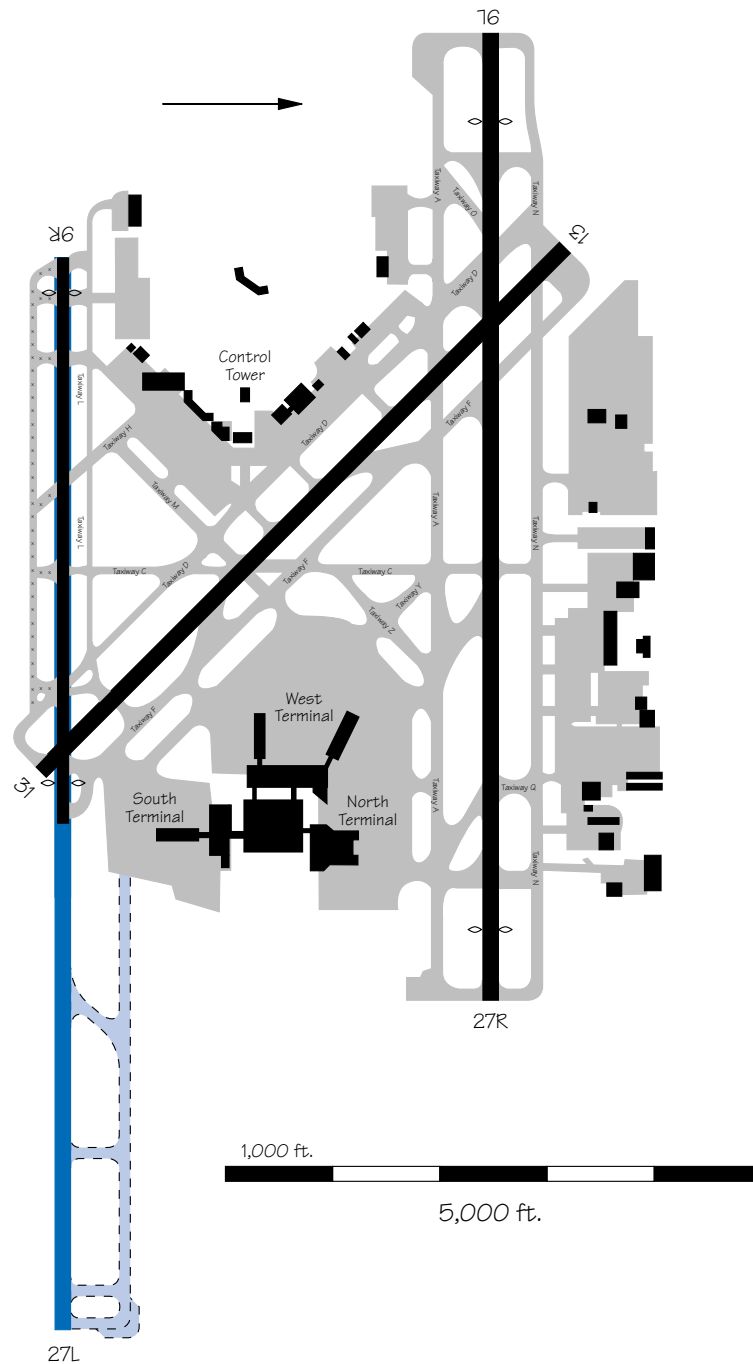 9L
13
9R
Taxiway A
Taxiway O
Taxiway N
Taxiway D
Control
Tower
Taxiway L
Taxiway H
Taxiway D
Taxiway F
Taxiway M
Taxiway A
Taxiway N
Taxiway L
Taxiway C
Taxiway D
Taxiway F
Taxiway C
Taxiway Y
Taxiway Z
West
Terminal
Taxiway F
31
South
Terminal
North
Terminal
Taxiway A
Taxiway Q
Taxiway N
27R
1,000 ft.
5,000 ft.
27L